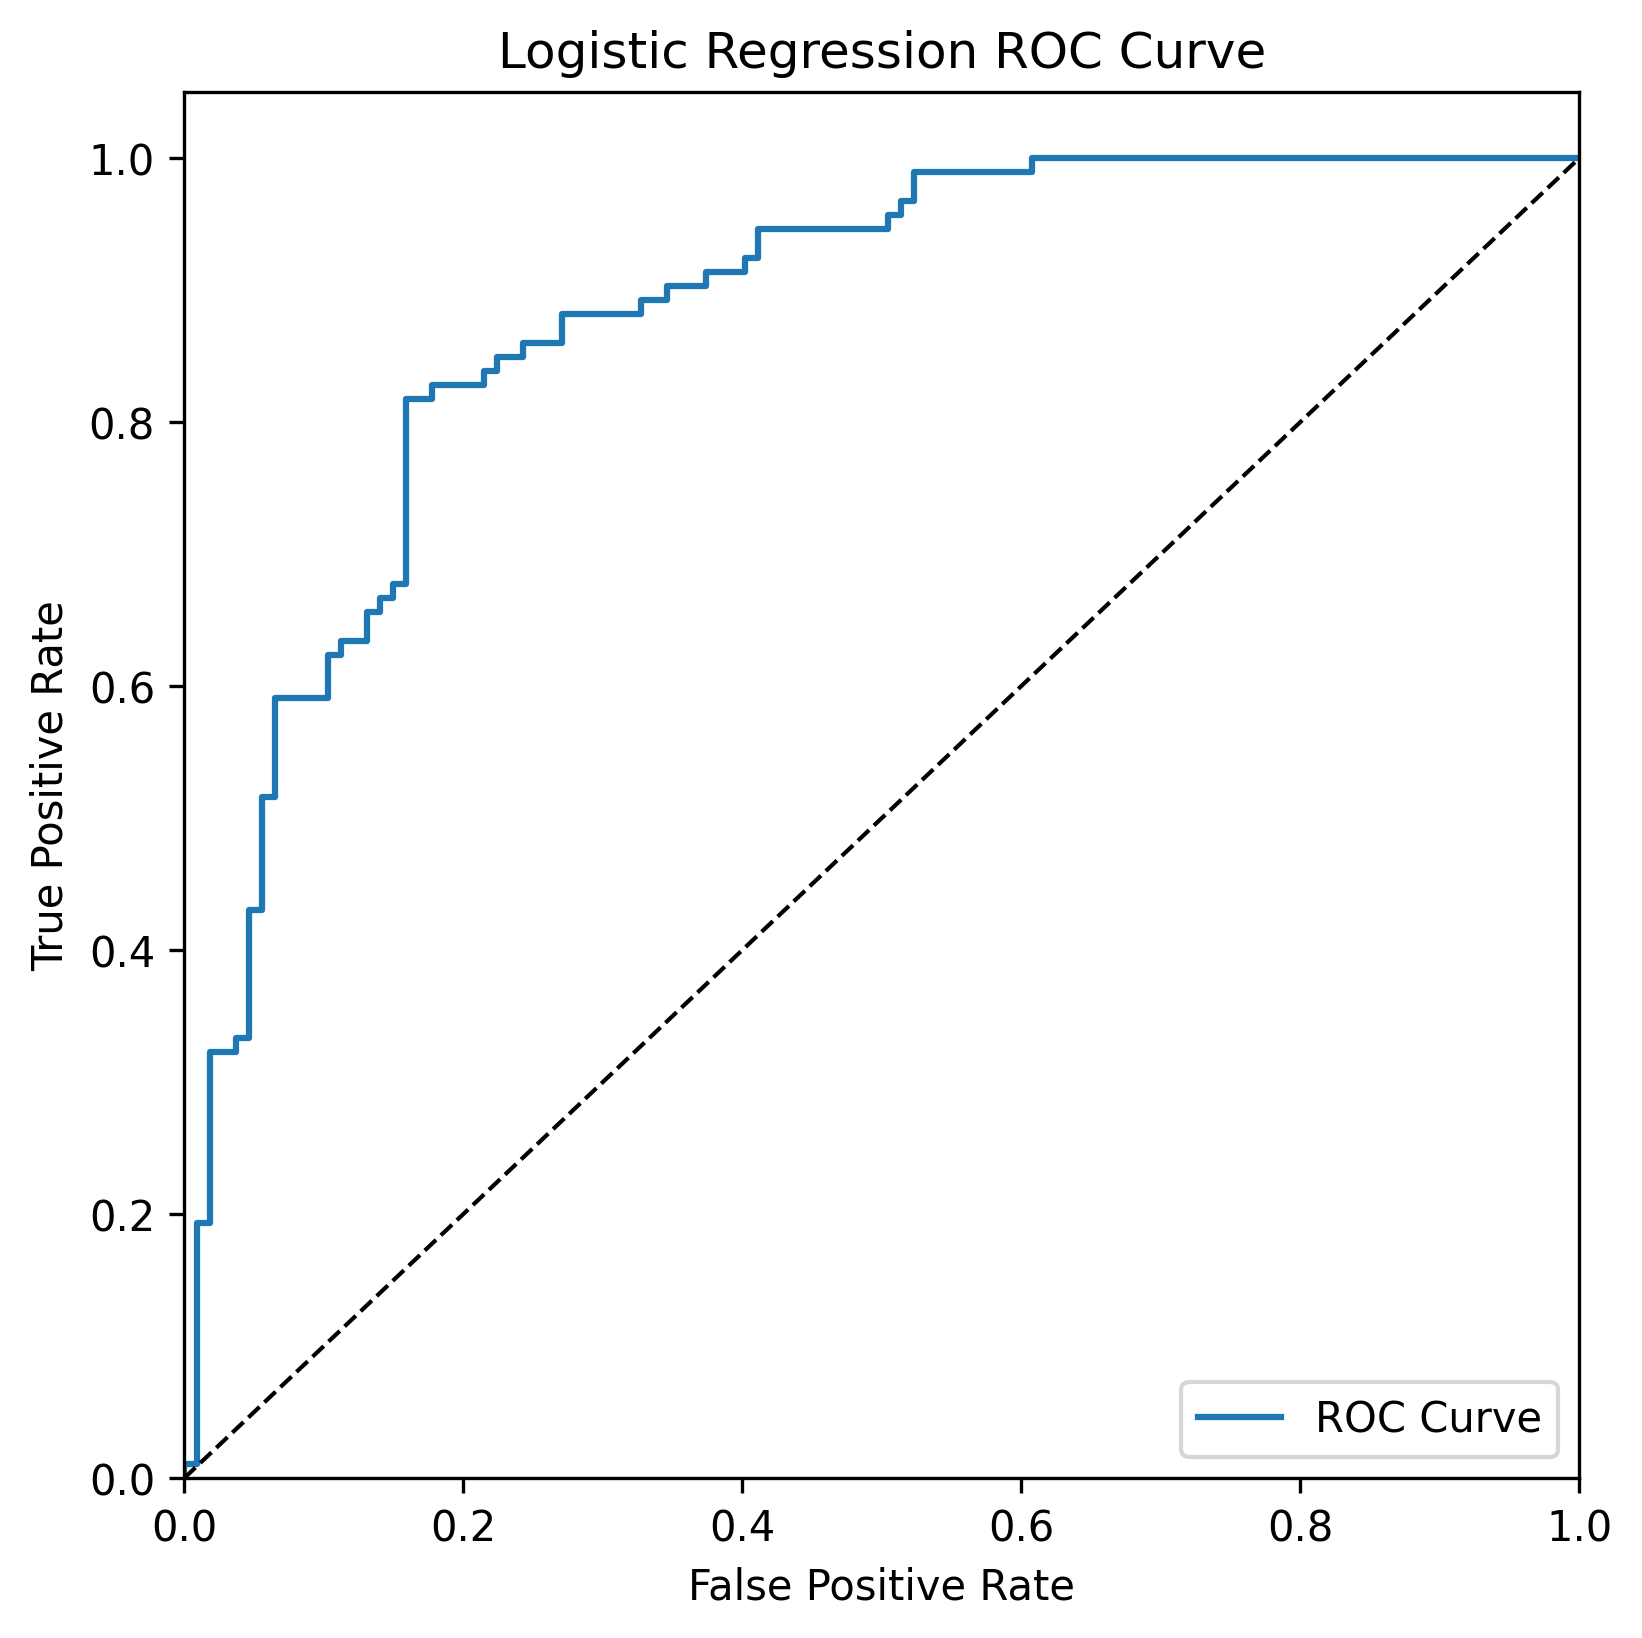 Logistic Regression ROC Curve
1.0
0.8
0.6
0.4
0.2
0.0
True Positive Rate
ROC Curve
0.0 0.2 0.4 0.6 0.8 1.0
False Positive Rate